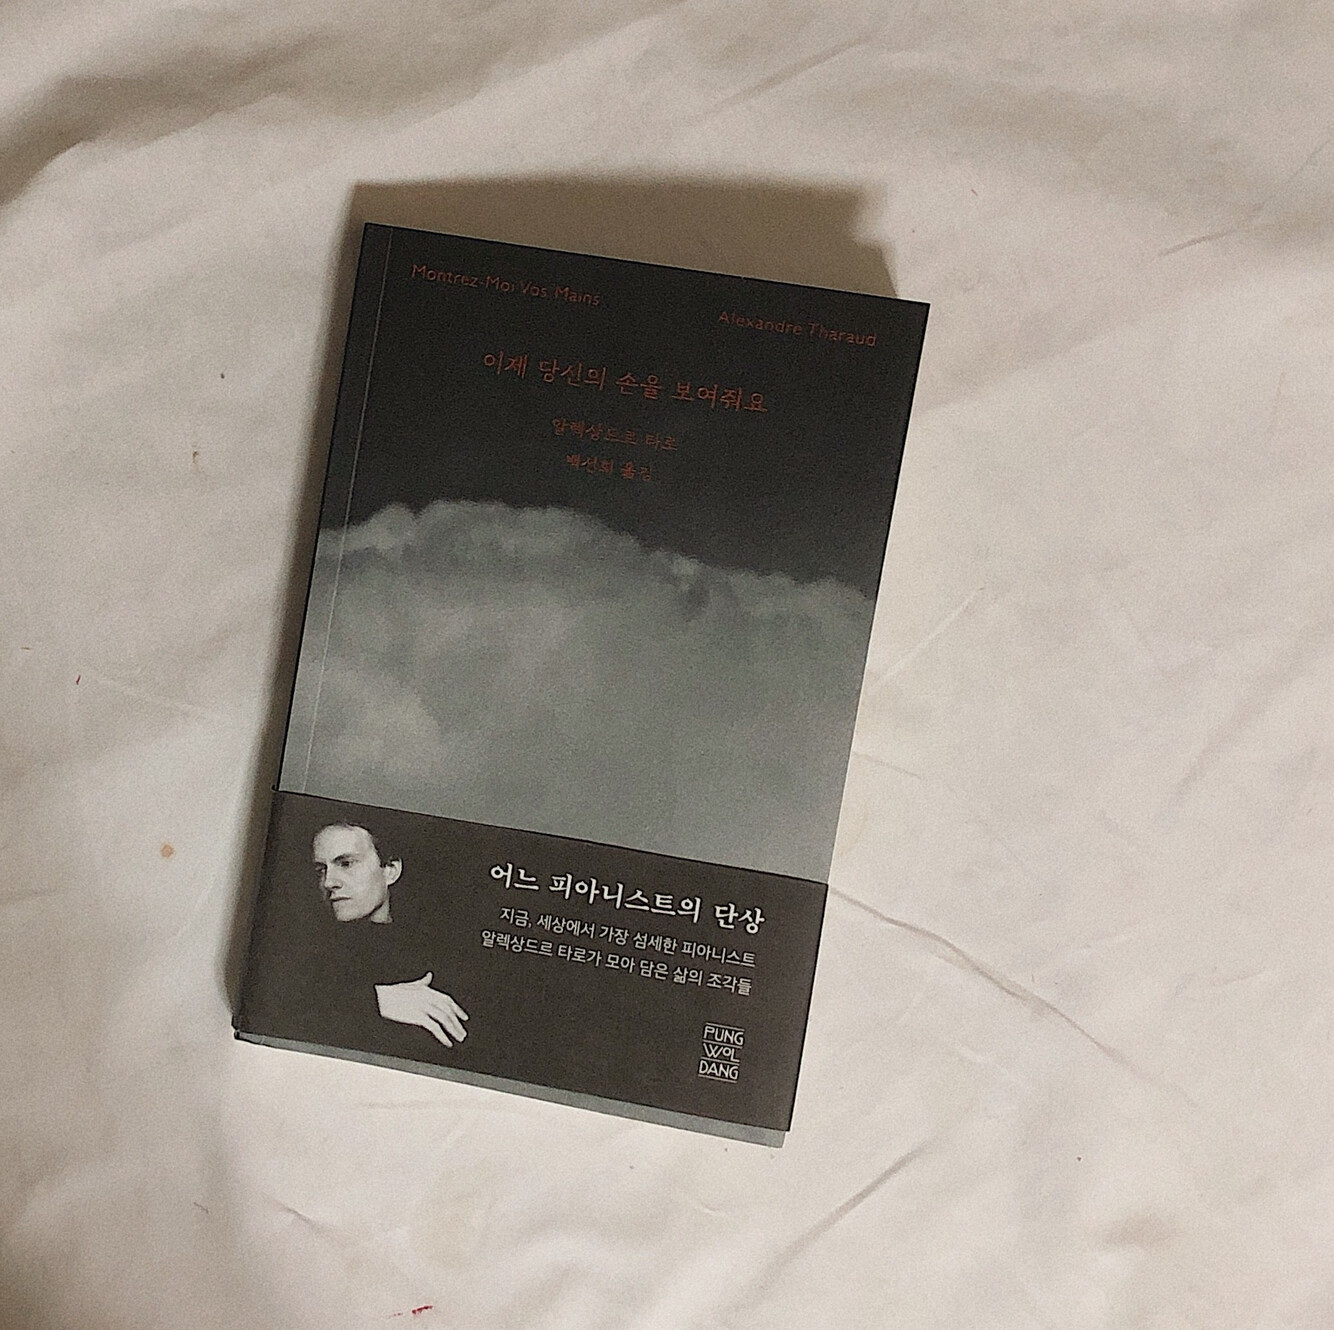 Montrez-Moi Vos Mains
Alexandre Tharaud
이제 당신의 손을 보여줘요
알렉상드르 타로
백선희 옮김
어느 피아니스트의 단상
지금, 세상에서 가장 섬세한 피아니스트
알렉상드르 타로가 모아 담은 삶의 조각들
PUNG
WOL
DANG